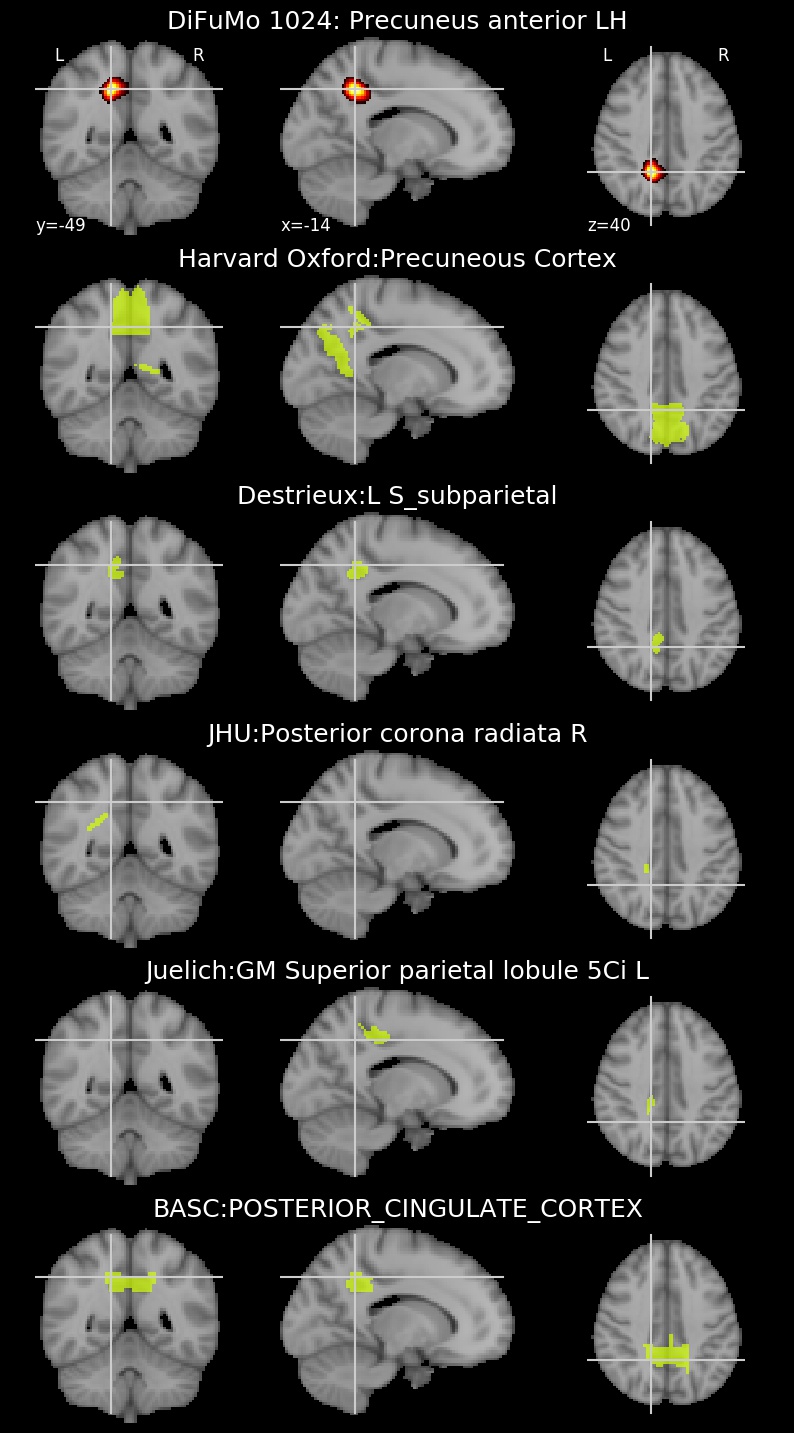 DiFuMo 1024: Precuneus anterior LH
L R L R
y=-49 x=-14 z=40
Harvard Oxford:Precuneous Cortex
Destrieux:L S_subparietal
JHU:Posterior corona radiata R
Juelich:GM Superior parietal lobule 5Ci L
BASC:POSTERIOR_CINGULATE_CORTEX